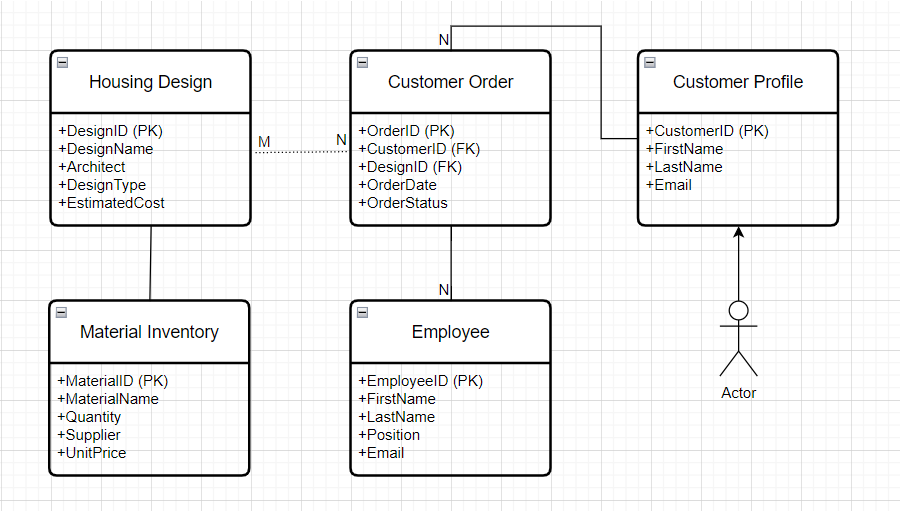 Housing Design
+DesignID (PK)
+DesignName
+Architect
+DesignType
+EstimatedCost
M
N
N
Customer Order
+OrderID (PK)
+CustomerID (FK)
+DesignID (FK)
+OrderDate
+OrderStatus
Customer Profile
+CustomerID (PK)
+FirstName
+LastName
+Email
Material Inventory
+MaterialID (PK)
+MaterialName
+Quantity
+Supplier
+UnitPrice
N
Employee
+EmployeeID (PK)
+FirstName
+LastName
+Position
+Email
Actor